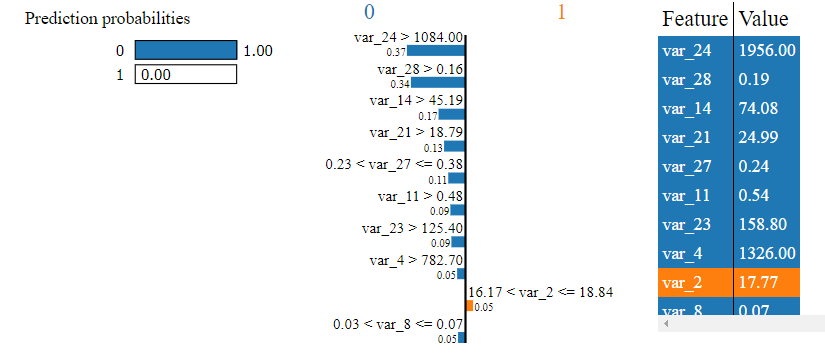 Prediction probabilities
0 1.00
1 0.00
0 1
var_24 > 1084.00
0.37
var_28 > 0.16
0.34
var_14 > 45.19
0.17
var_21 > 18.79
0.13
0.23 < var_27 <= 0.38
0.11
var_11 > 0.48
0.09
var_23 > 125.40
0.09
var_4 > 782.70
0.05
16.17 < var_2 <= 18.84
0.05
0.03 < var_8 <= 0.07
0.05
Feature Value
var_24 1956.00
var_28 0.19
var_14 74.08
var_21 24.99
var_27 0.24
var_11 0.54
var_23 158.80
var_4 1326.00
var_2 17.77
var_8 0.07